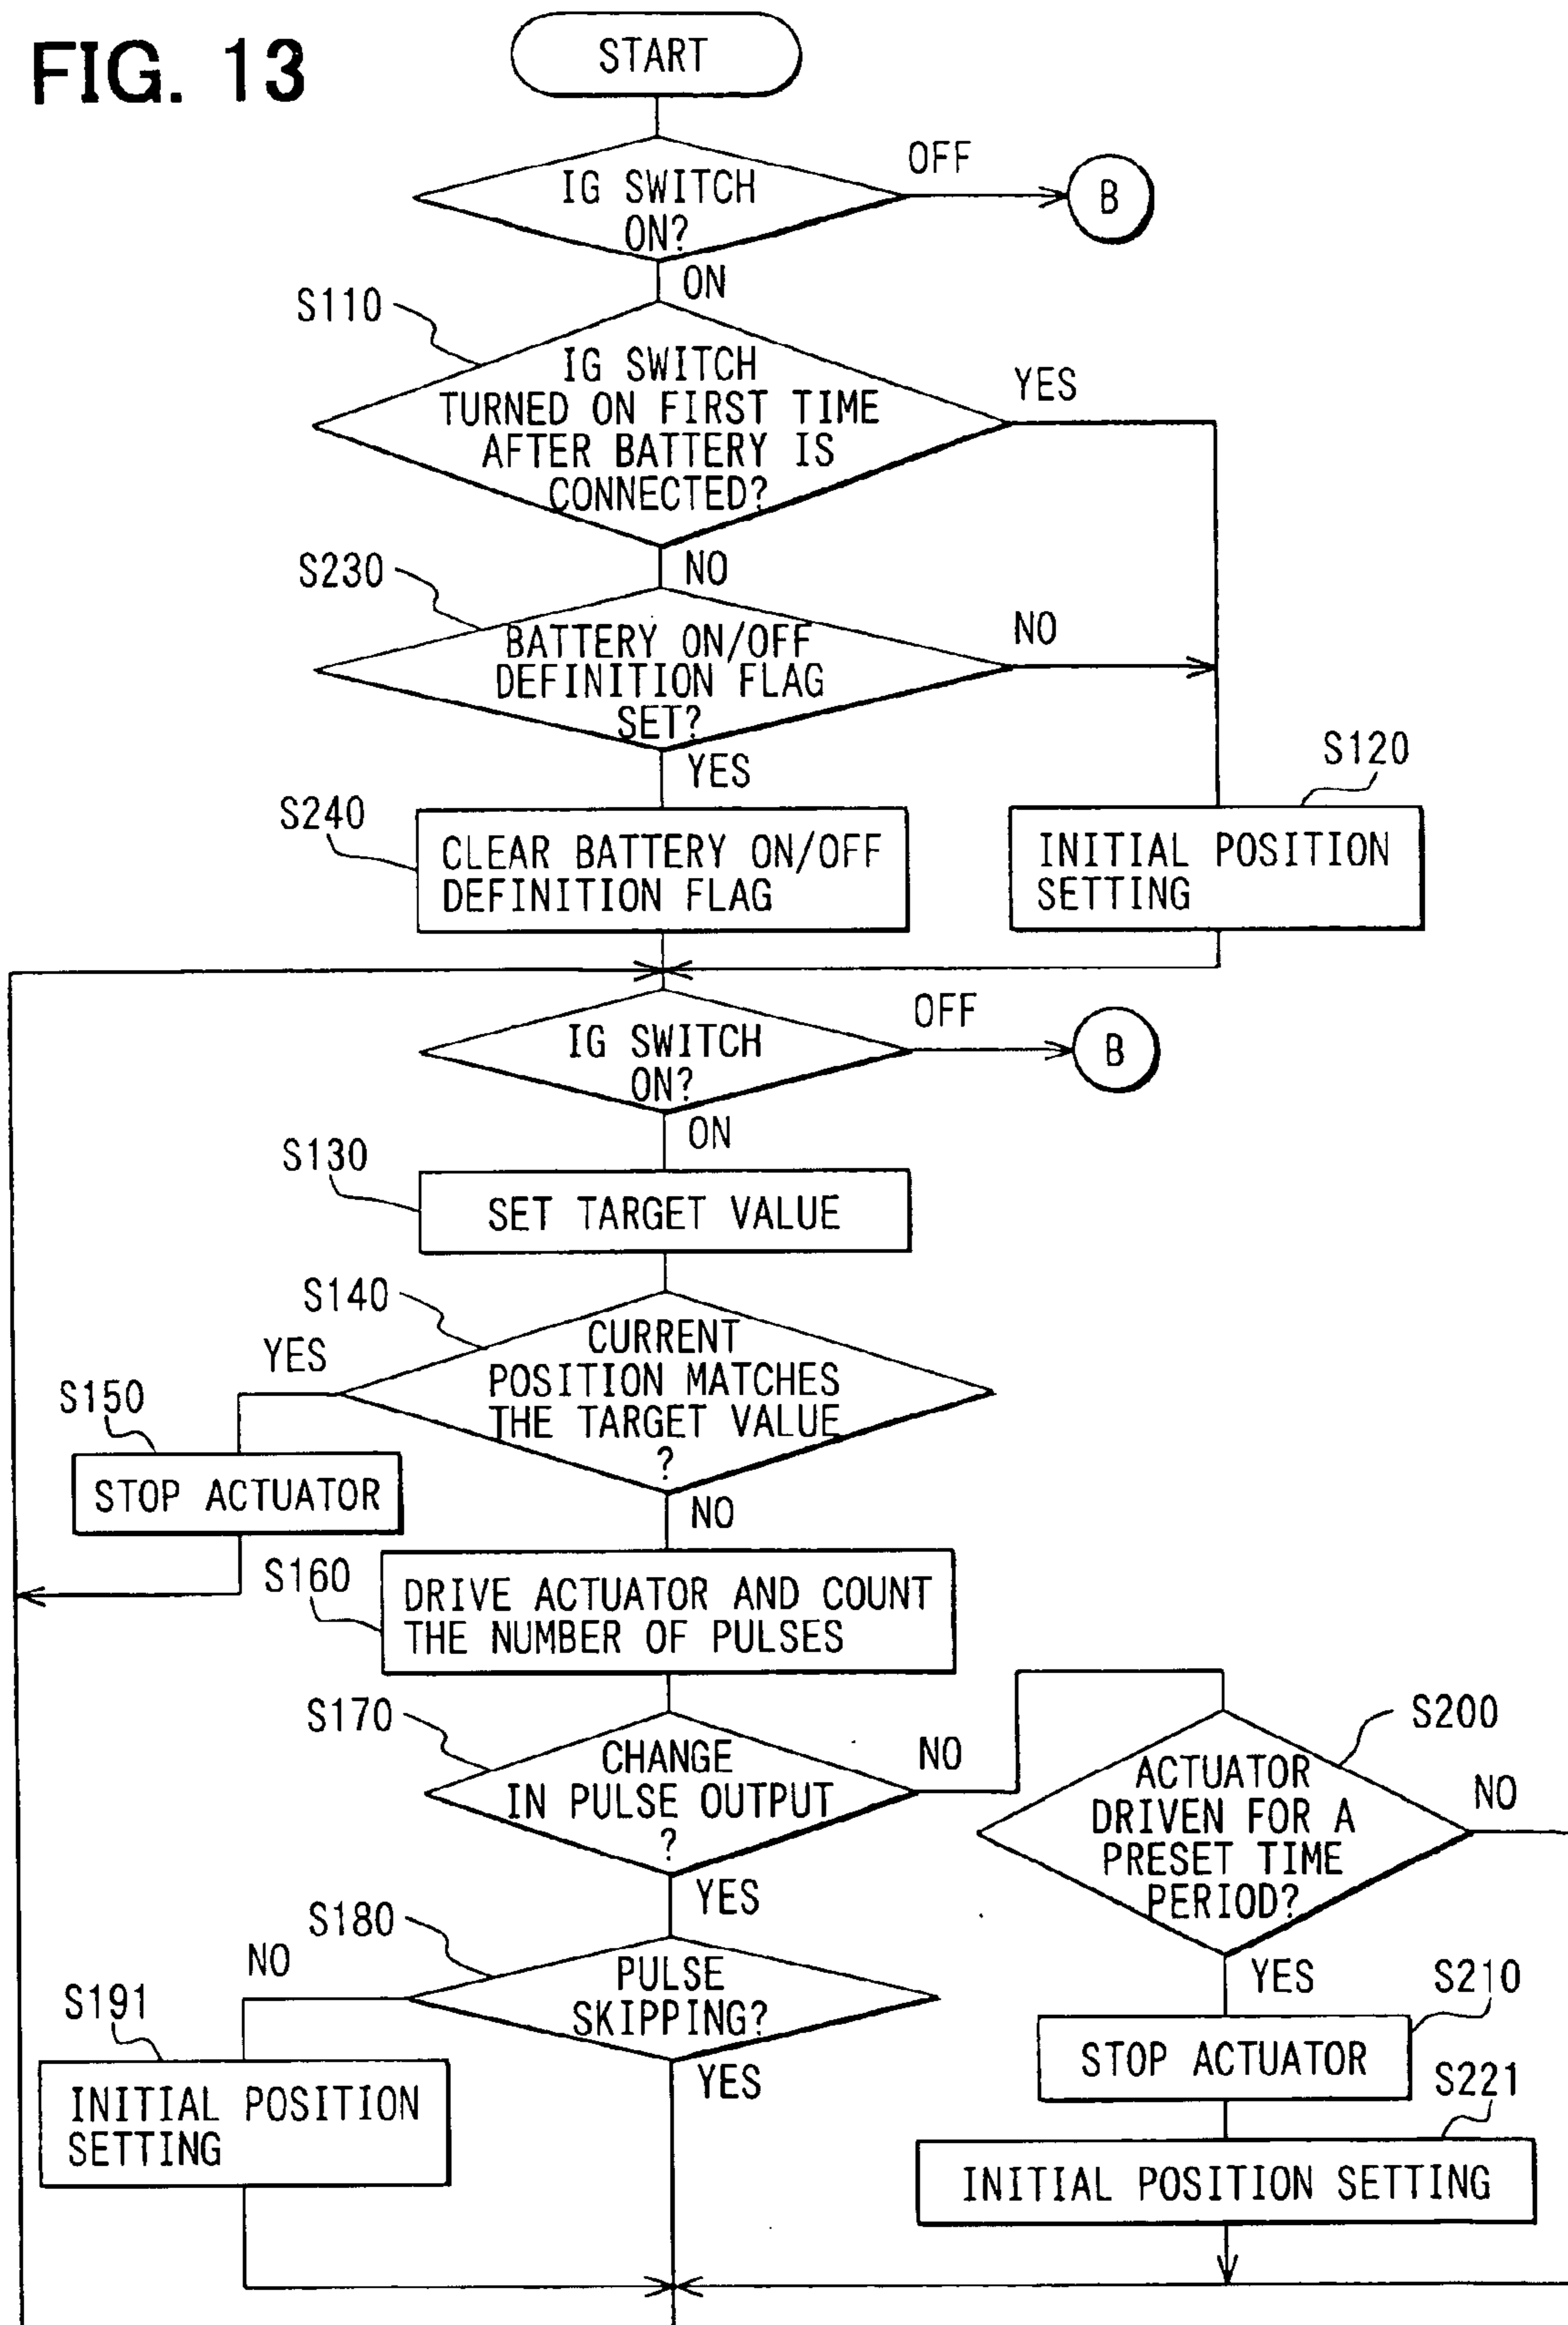 FIG. 13
START
IG SWITCH
ON?
OFF
B
ON
S110
IG SWITCH
TURNED ON FIRST TIME
AFTER BATTERY IS
CONNECTED?
YES
NO
S230
BATTERY ON/OFF
DEFINITION FLAG
SET?
NO
YES
S240
CLEAR BATTERY ON/OFF
DEFINITION FLAG
S120
INITIAL POSITION
SETTING
IG SWITCH
ON?
OFF
B
ON
S130
SET TARGET VALUE
S140
CURRENT
POSITION MATCHES
THE TARGET VALUE
?
YES
S150
STOP ACTUATOR
NO
S160
DRIVE ACTUATOR AND COUNT
THE NUMBER OF PULSES
S170
CHANGE
IN PULSE OUTPUT
?
NO
S200
ACTUATOR
DRIVEN FOR A
PRESET TIME
PERIOD?
NO
YES
S180
PULSE
SKIPPING?
NO
S191
INITIAL POSITION
SETTING
YES
YES
S210
STOP ACTUATOR
S221
INITIAL POSITION SETTING